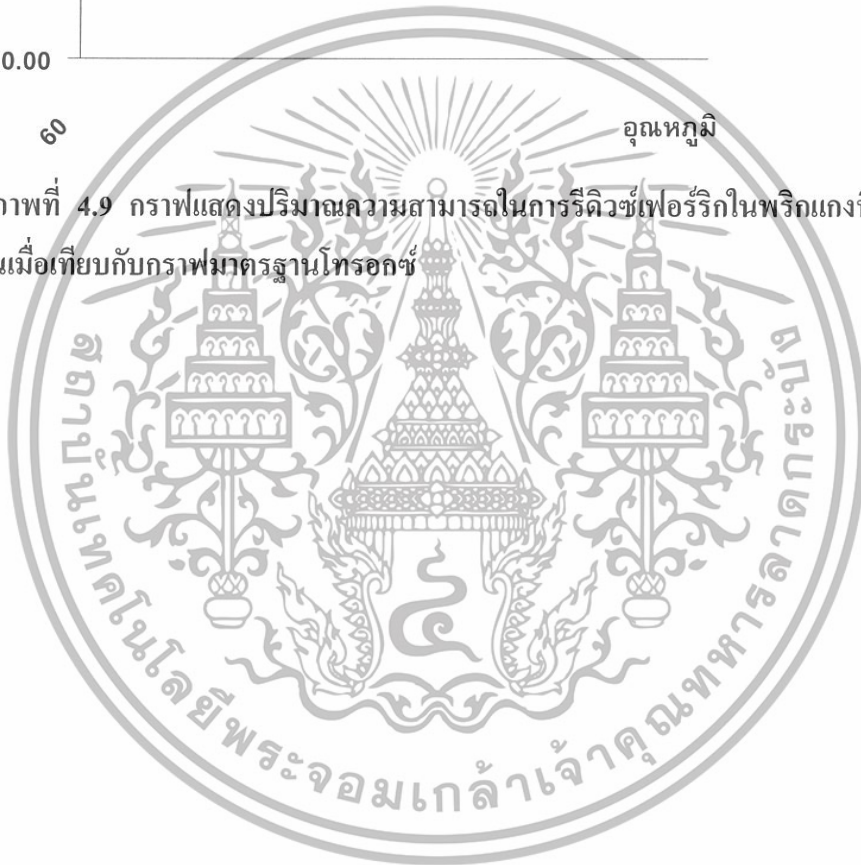 0.00
60
อุณหภูมิ
าพที่ 4.9 กราฟแสดงปริมาณความสามารถในการรีดิวซ์เฟอร์ริกในพริกแกงที
นเมื่อเทียบกับกราฟมาตรฐานโทรอกซ์
สถาบันเทคโนโลยีพระจอมเกล้าเจ้าคุณทหารลาดกระบัง